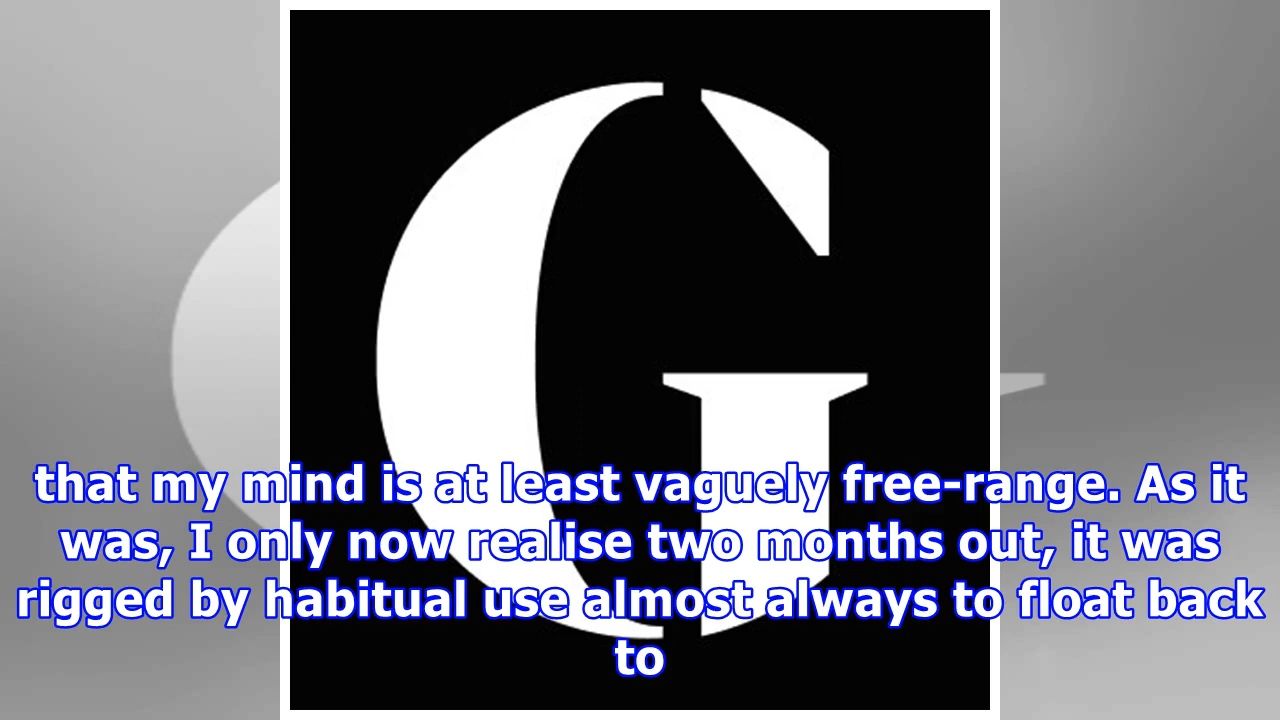 G
that my mind is at least vaguely free-range. As it
was, I only now realise two months out, it was
rigged by habitual use almost always to float back
to